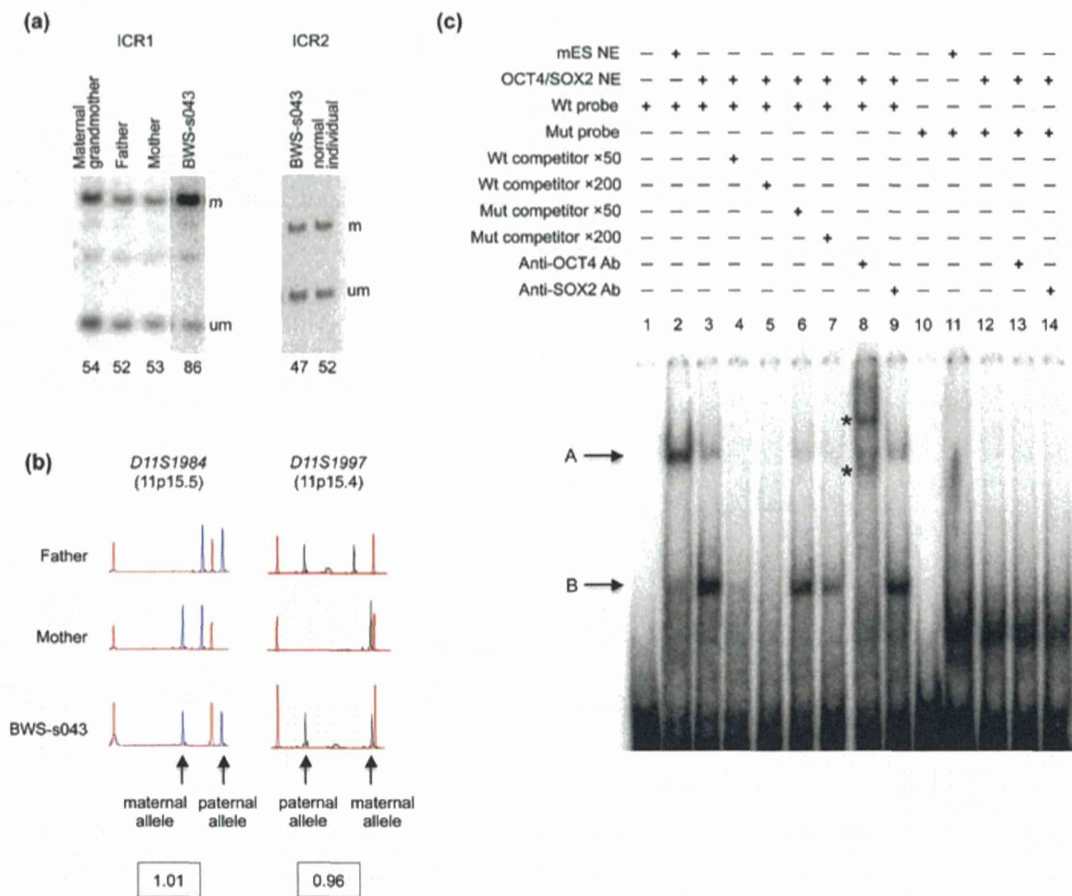 (a)
ICR1
ICR2
Maternal grandmother
Father
Mother
BWS-s043
BWS-s043
normal individual
m
um
m
um
54 52 53 86
47 52
(b)
D11S1984
(11p15.5)
D11S1997
(11p15.4)
Father
Mother
BWS-s043
maternal allele
paternal allele
paternal allele
maternal allele
1.01
0.96
(c)
mES NE − + − − − − − − − − + − − −
OCT4/SOX2 NE − − + + + + + + + − − + + +
Wt probe + + + + + + + + + − − − − −
Mut probe − − − − − − − − − + + + + +
Wt competitor ×50 − − − + − − − − − − − − − −
Wt competitor ×200 − − − − + − − − − − − − − −
Mut competitor ×50 − − − − − + − − − − − − − −
Mut competitor ×200 − − − − − − + − − − − − − −
Anti-OCT4 Ab − − − − − − − + − − − − + −
Anti-SOX2 Ab − − − − − − − − + − − − − +
1 2 3 4 5 6 7 8 9 10 11 12 13 14
*
A
*
B